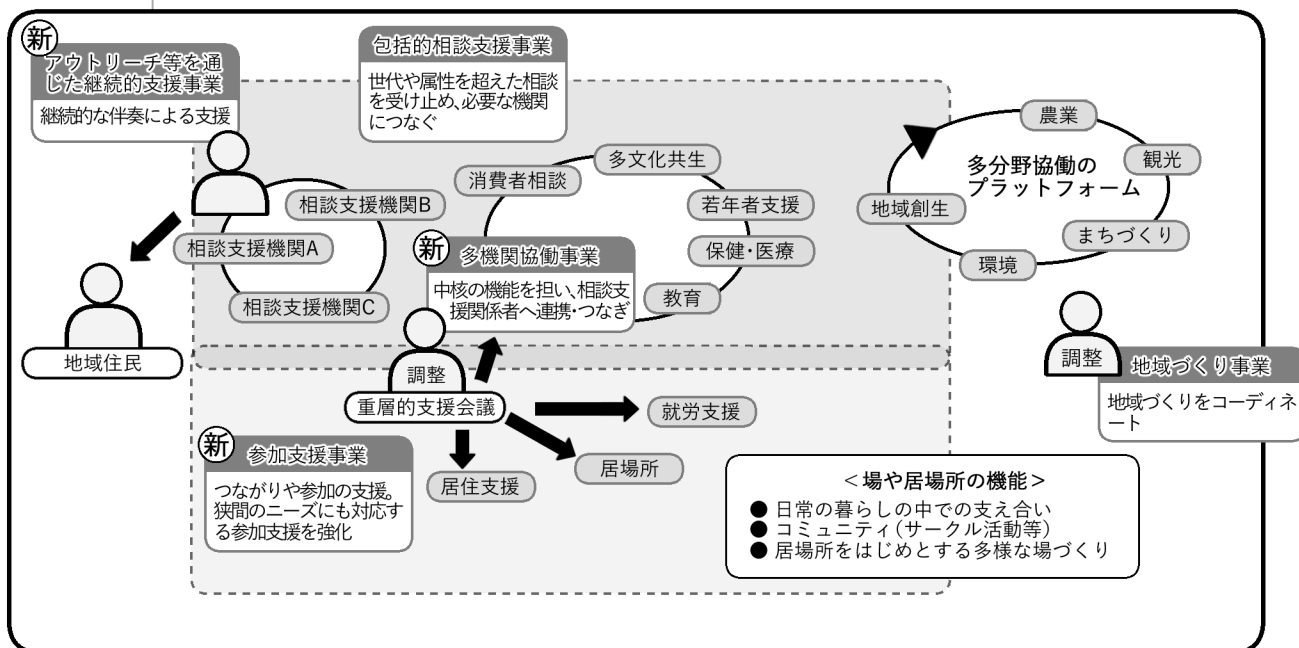 新
アウトリーチ等を通
じた継続的支援事業
継続的な伴奏による支援
包括的相談支援事業
世代や属性を超えた相談
を受け止め、必要な機関
につなぐ
相談支援機関B
相談支援機関A
相談支援機関C
地域住民
消費者相談
多文化共生
若年者支援
保健・医療
教育
新
多機関協働事業
中核の機能を担い、相談支
援関係者へ連携・つなぎ
調整
重層的支援会議
就労支援
居場所
居住支援
新
参加支援事業
つながりや参加の支援。
狭間のニーズにも対応す
る参加支援を強化
農業
観光
多分野協働の
プラットフォーム
地域創生
まちづくり
環境
調整
地域づくり事業
地域づくりをコーディネ
ート
＜場や居場所の機能＞
● 日常の暮らしの中での支え合い
● コミュニティ（サークル活動等）
● 居場所をはじめとする多様な場づくり